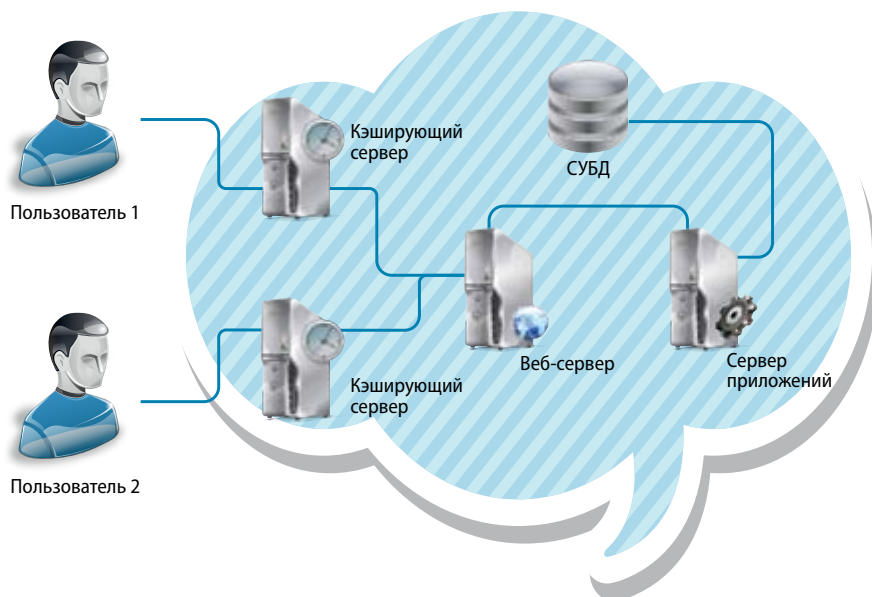 Пользователь 1
Кэширующий
сервер
СУБД
Веб-сервер
Сервер
приложений
Кэширующий
сервер
Пользователь 2